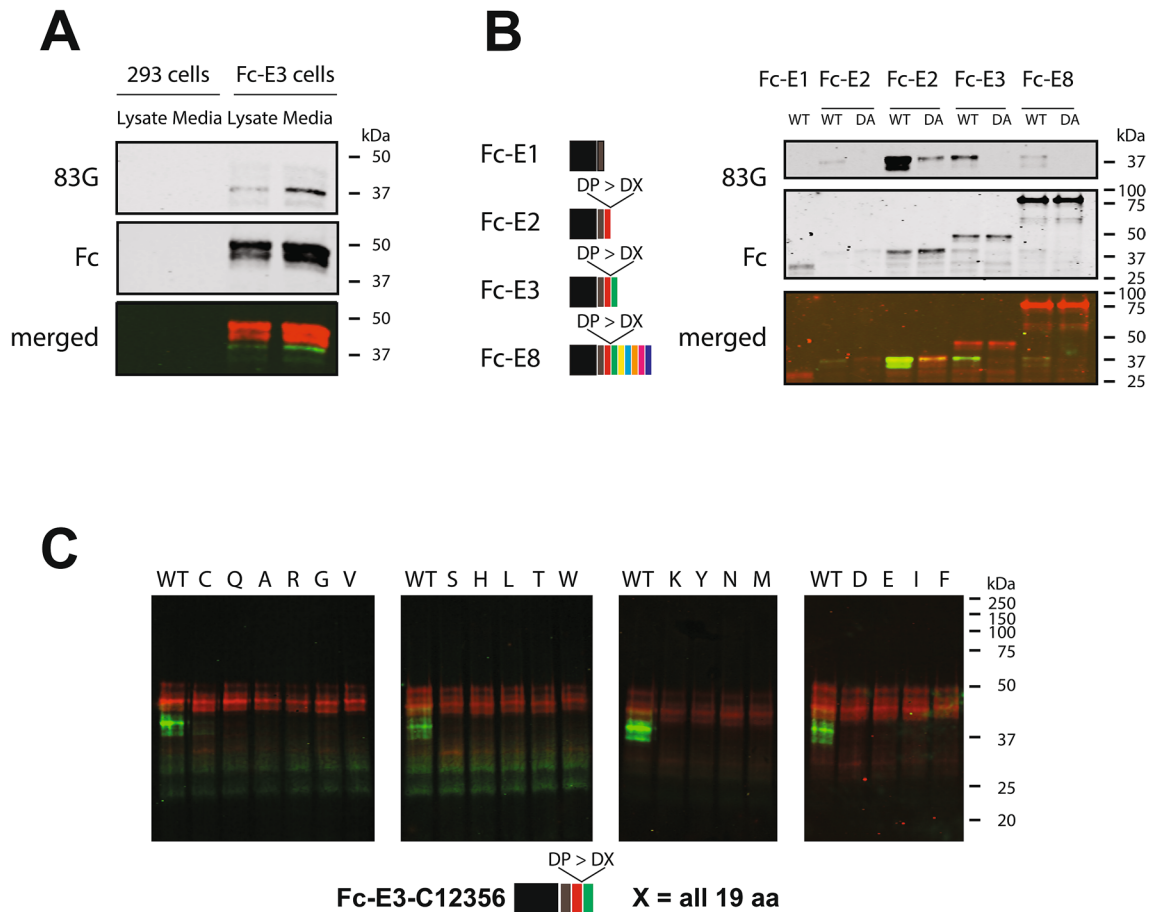 A
293 cells Fc-E3 cells
Lysate Media Lysate Media
kDa
83G
50
37
Fc
50
37
merged
50
37
B
Fc-E1
DP > DX
Fc-E2
DP > DX
Fc-E3
DP > DX
Fc-E8
Fc-E1 Fc-E2 Fc-E2 Fc-E3 Fc-E8
WT WT DA WT DA WT DA WT DA
kDa
83G
37
Fc
100
75
50
37
25
merged
100
75
50
37
25
C
WT C Q A R G V
WT S H L T W
WT K Y N M
WT D E I F
kDa
250
150
100
75
50
37
25
20
DP > DX
Fc-E3-C12356
X = all 19 aa